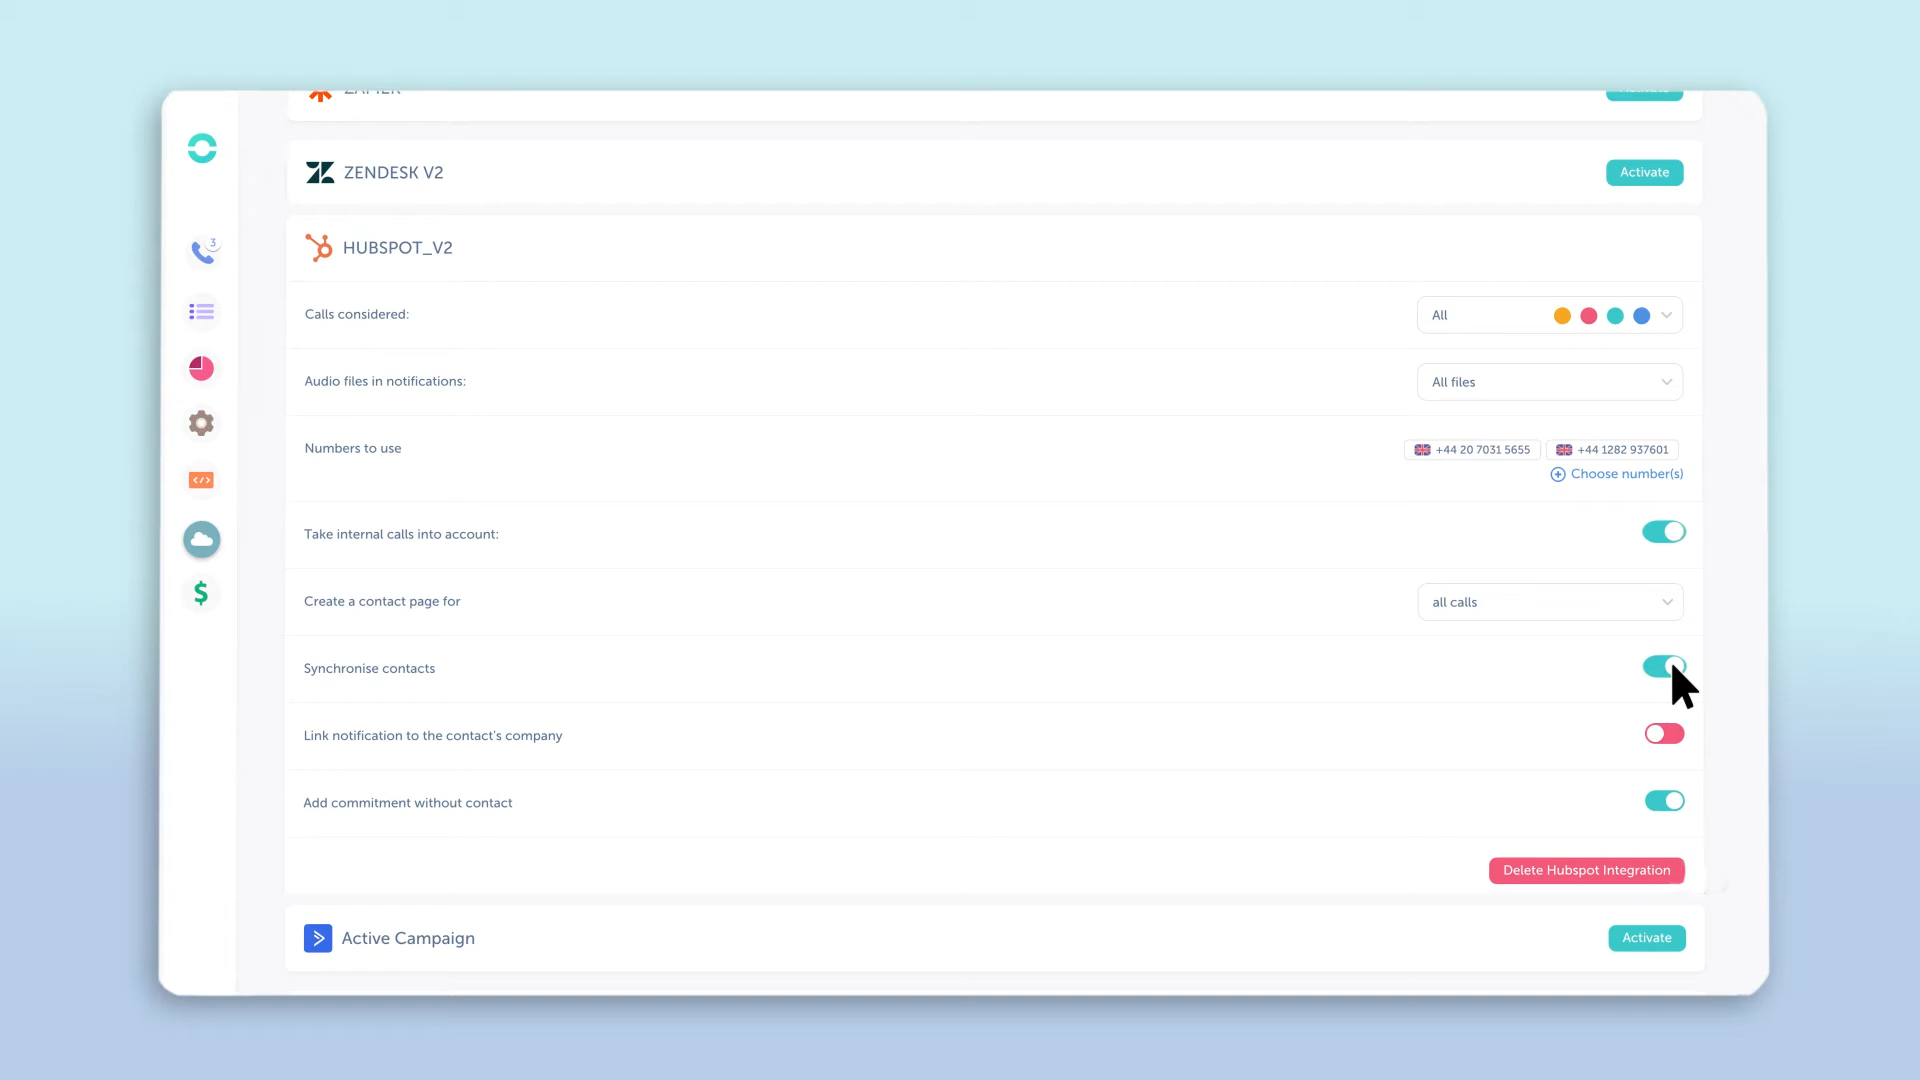 ZAPIER
ZENDESK V2
Activate
HUBSPOT_V2
Calls considered:
All
Audio files in notifications:
All files
Numbers to use
+44 20 7031 5655
+44 1282 937601
Choose number(s)
Take internal calls into account:
Create a contact page for
all calls
Synchronise contacts
Link notification to the contact's company
Add commitment without contact
Delete Hubspot Integration
Active Campaign
Activate
3